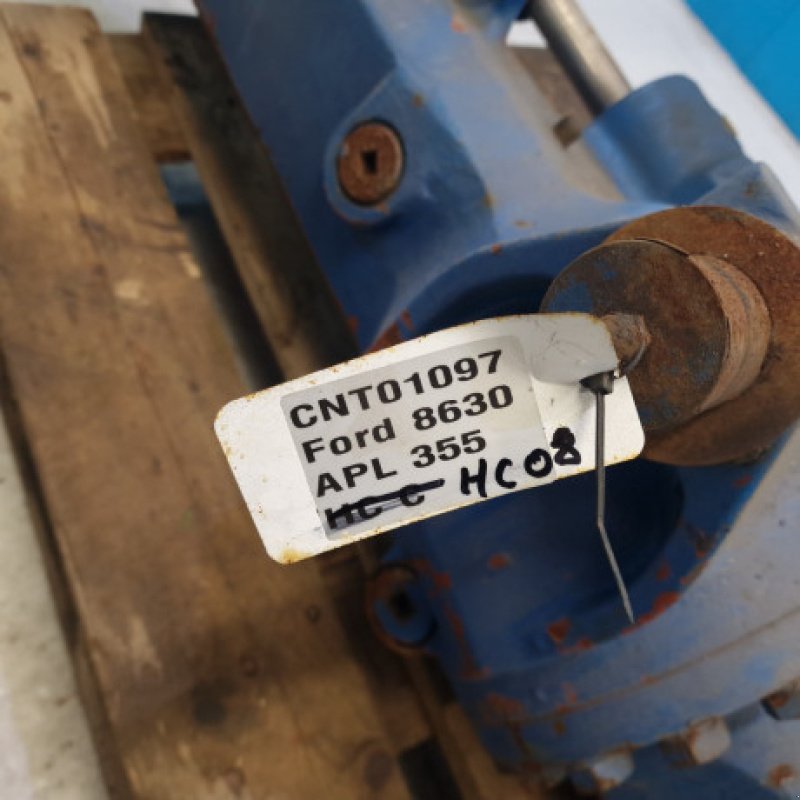 CNT01097
Ford 8630
APL 355
HC C HC08